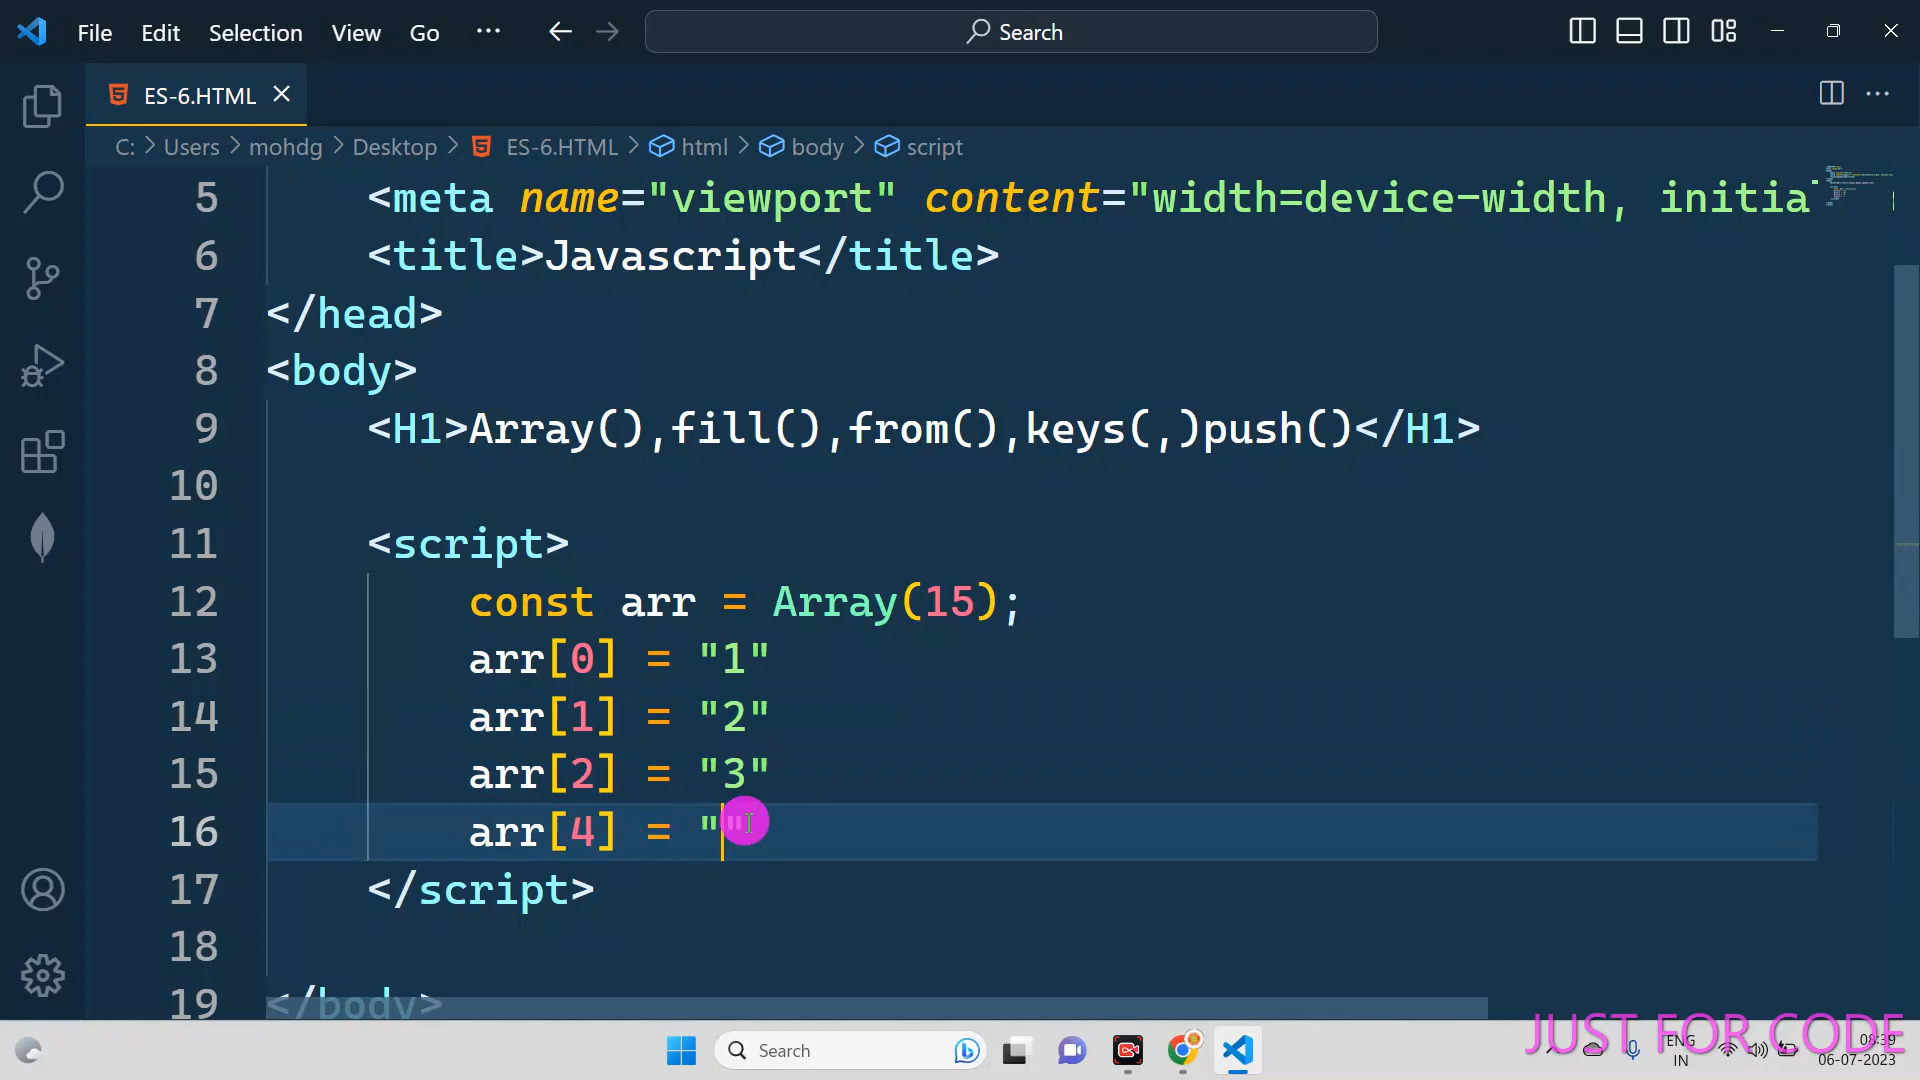 File Edit Selection View Go ··· Search
ES-6.HTML
C: > Users > mohdg > Desktop > ES-6.HTML > html > body > script
5 <meta name="viewport" content="width=device-width, initia
6 <title>Javascript</title>
7 </head>
8 <body>
9 <H1>Array(),fill(),from(),keys(,)push()</H1>
10
11 <script>
12 const arr = Array(15);
13 arr[0] = "1"
14 arr[1] = "2"
15 arr[2] = "3"
16 arr[4] = ""
17 </script>
18
19 </body>
JUST FOR CODE
Search
ENG
IN
08:39
06-07-2023